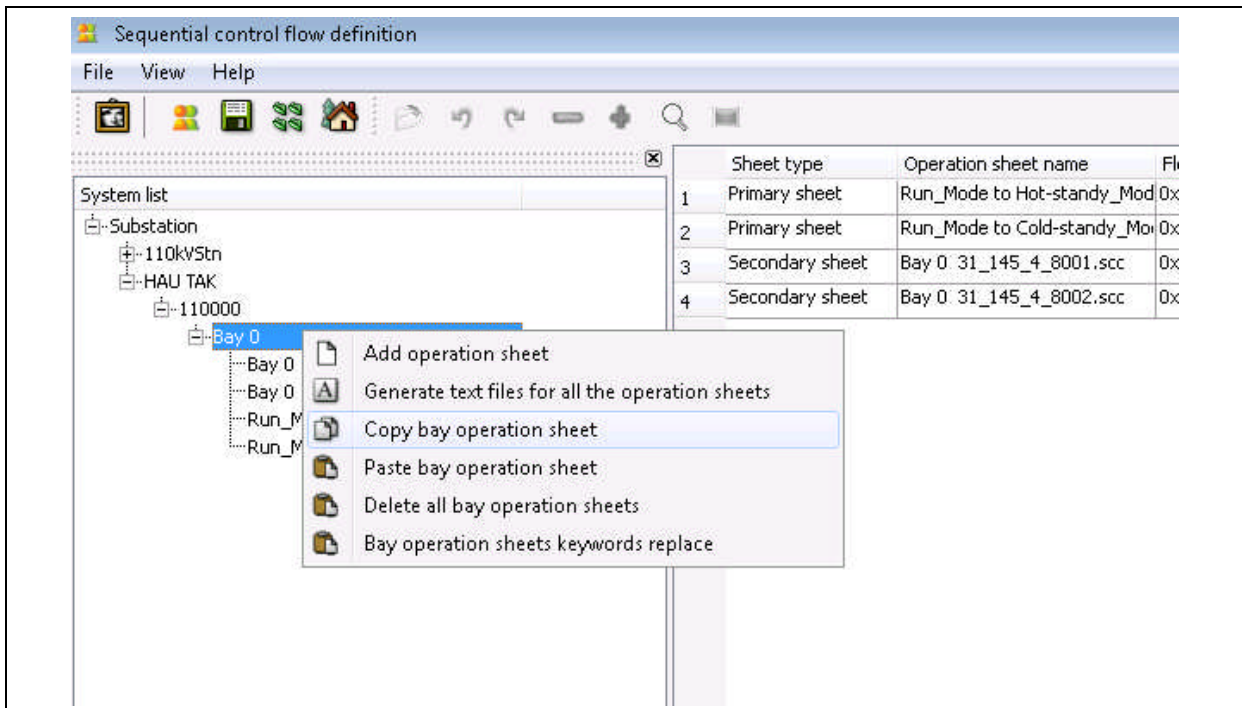 Sequential control flow definition
File View Help
System list
Substation
110kVStn
HAU TAK
110000
Bay 0
Bay 0
Bay 0
Run_M
Run_M
Sheet type Operation sheet name
1 Primary sheet Run_Mode to Hot-standy_Mod 0x
2 Primary sheet Run_Mode to Cold-standy_Mo 0x
3 Secondary sheet Bay 0 31_145_4_8001.scc 0x
4 Secondary sheet Bay 0 31_145_4_8002.scc 0x
Add operation sheet
Generate text files for all the operation sheets
Copy bay operation sheet
Paste bay operation sheet
Delete all bay operation sheets
Bay operation sheets keywords replace